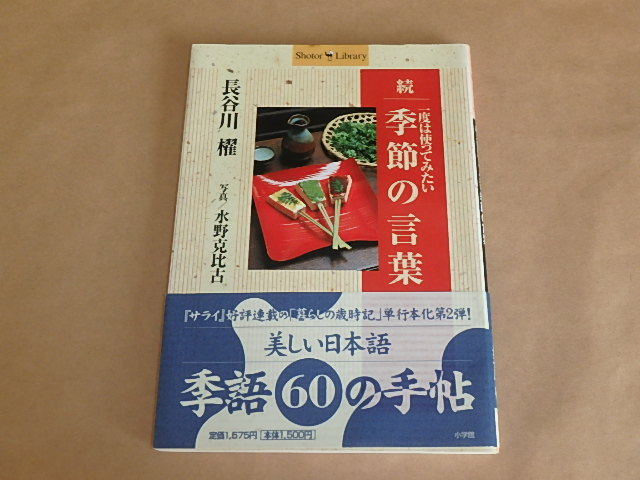 Shotor Library
続
一度は使ってみたい
季節の言葉
長谷川 櫂
写真／水野克比古
『サライ』好評連載の「暮らしの歳時記」単行本化第2弾!
美しい日本語
季語60の手帖
定価1,575円 本体1,500円
小学館